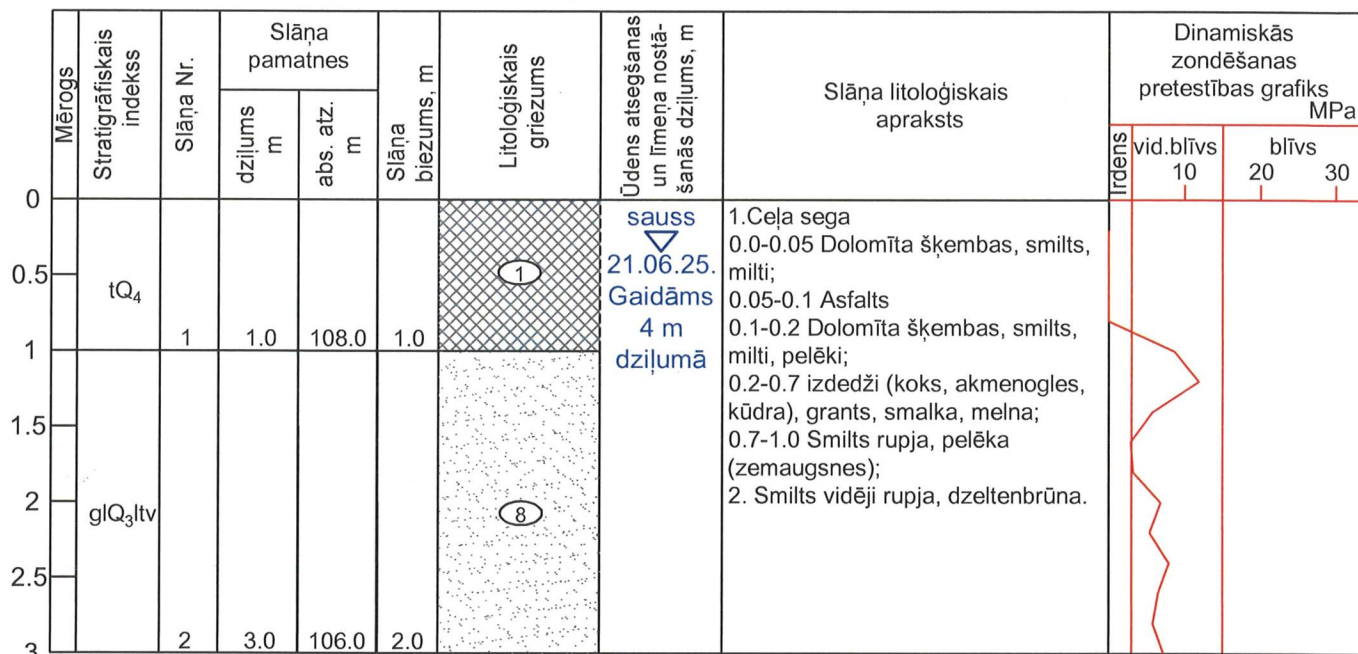 Mērogs
Stratigrāfiskais
indekss
Slāņa Nr.
Slāņa
pamatnes
dziļums
m
abs. atz.
m
Slāņa
biezums, m
Litoloģiskais
griezums
Ūdens atsegšanas
un līmeņa nostā-
šanās dziļums, m
Slāņa litoloģiskais
apraksts
Dinamiskās
zondēšanas
pretestības grafiks
MPa
Irdens
vid.blīvs
blīvs
10
20
30
0
0.5
1
1.5
2
2.5
3
tQ₄
1
1.0
108.0
1.0
1
glQ₃ltv
2
3.0
106.0
2.0
8
sauss
21.06.25.
Gaidāms
4 m
dziļumā
1.Ceļa sega
0.0-0.05 Dolomīta šķembas, smilts,
milti;
0.05-0.1 Asfalts
0.1-0.2 Dolomīta šķembas, smilts,
milti, pelēki;
0.2-0.7 izdedži (koks, akmenogles,
kūdra), grants, smalka, melna;
0.7-1.0 Smilts rupja, pelēka
(zemaugsnes);
2. Smilts vidēji rupja, dzeltenbrūna.